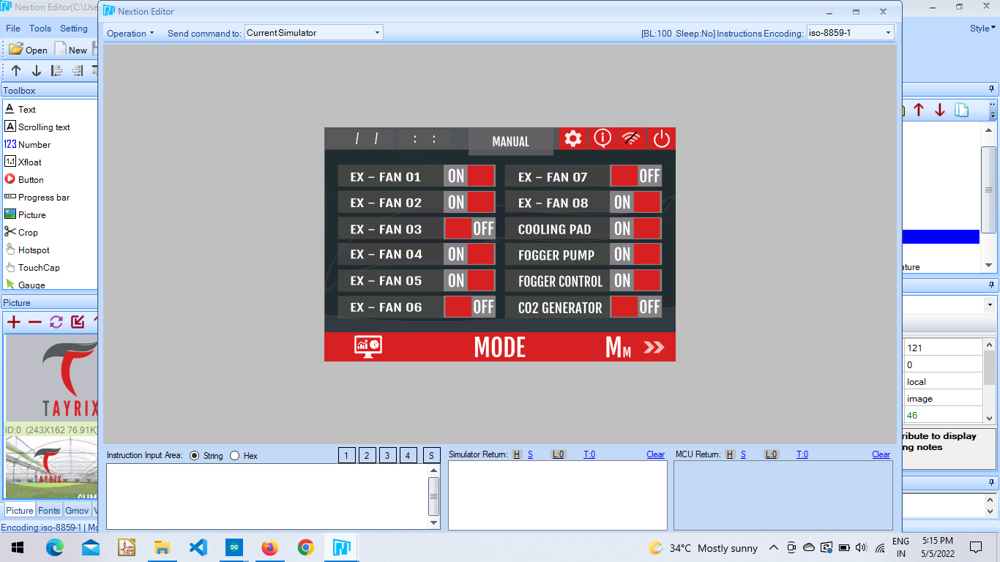 Nextion Editor(C:\Use
Nextion Editor
File Tools Setting
Style
Operation Send command to: CurrentSimulator
[BL:100 Sleep:No] Instructions Encoding: iso-8859-1
Open New
Toolbox
Text
Scrolling text
Number
Xfloat
Button
Progress bar
Picture
Crop
Hotspot
TouchCap
Gauge
/ / : : MANUAL
EX - FAN 01 ON
EX - FAN 02 ON
EX - FAN 03 OFF
EX - FAN 04 ON
EX - FAN 05 ON
EX - FAN 06 OFF
EX - FAN 07 OFF
EX - FAN 08 ON
COOLING PAD ON
FOGGER PUMP ON
FOGGER CONTROL ON
CO2 GENERATOR OFF
MODE
MM
ature
Picture
TAYRIX
ID:0 (243X162 76.91K)
TAYRIX
Picture Fonts Gmov V
Encoding:iso-8859-1 | Mo
121
0
local
image
46
ribute to display
ng notes
Instruction Input Area: String Hex 1 2 3 4 S
Simulator Return: H S L:0 T:0 Clear
MCU Return: H S L:0 T:0 Clear
34°C Mostly sunny
ENG
IN
5:15 PM
5/5/2022